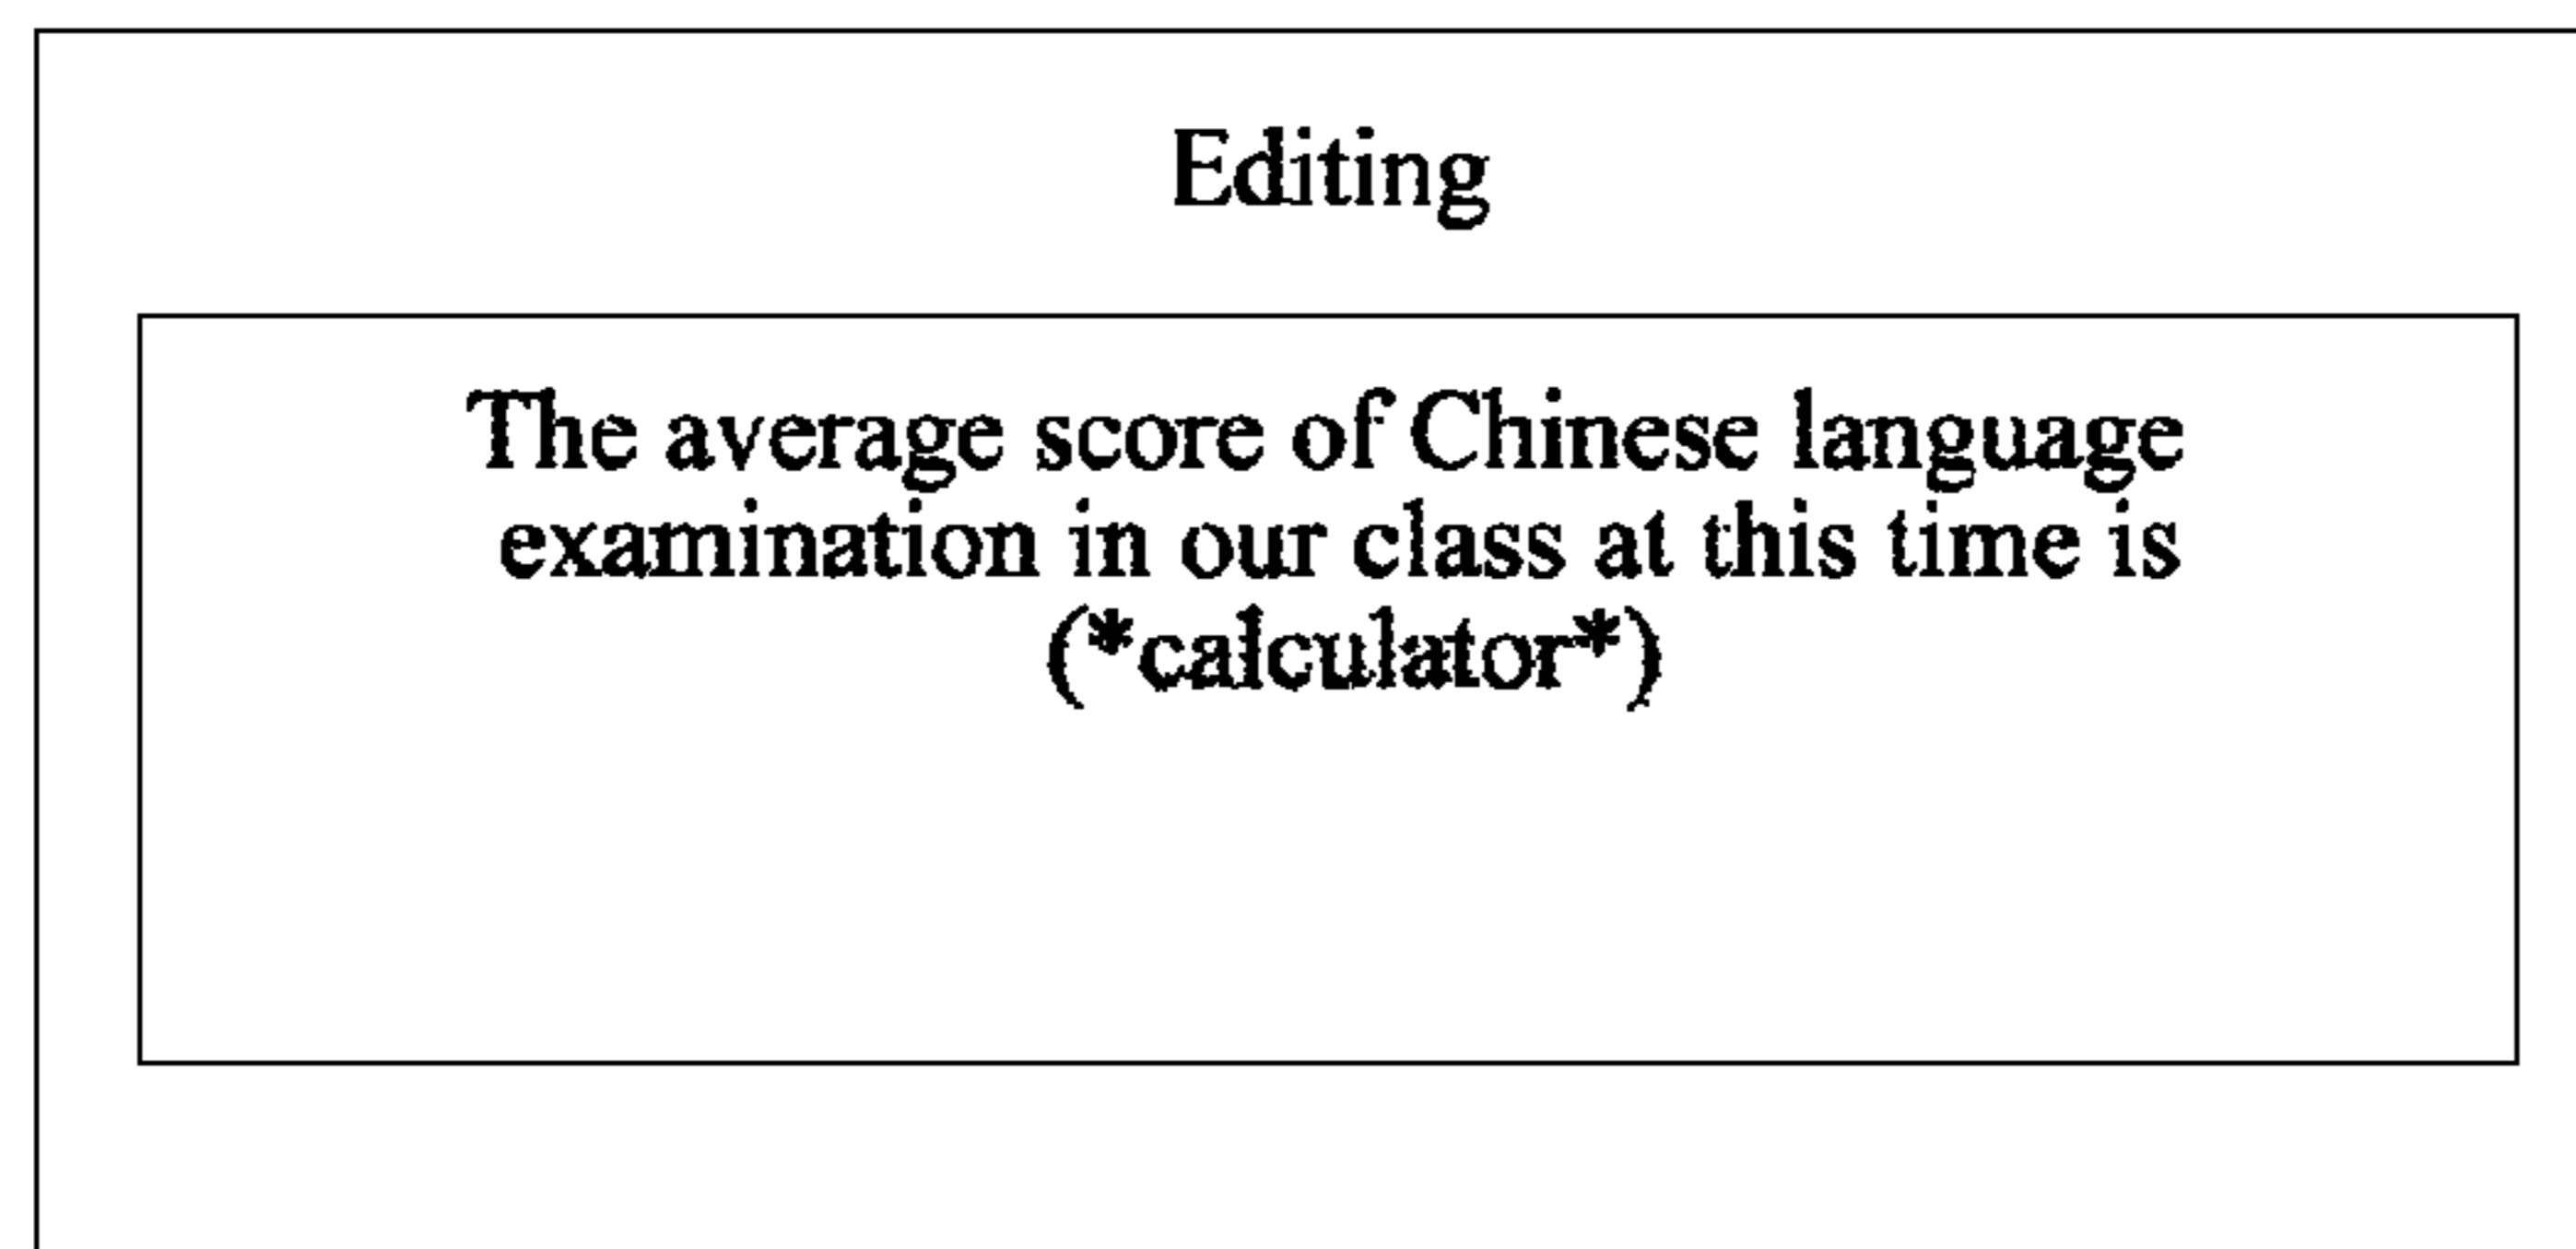 Editing
The average score of Chinese language
examination in our class at this time is
(*calculator*)